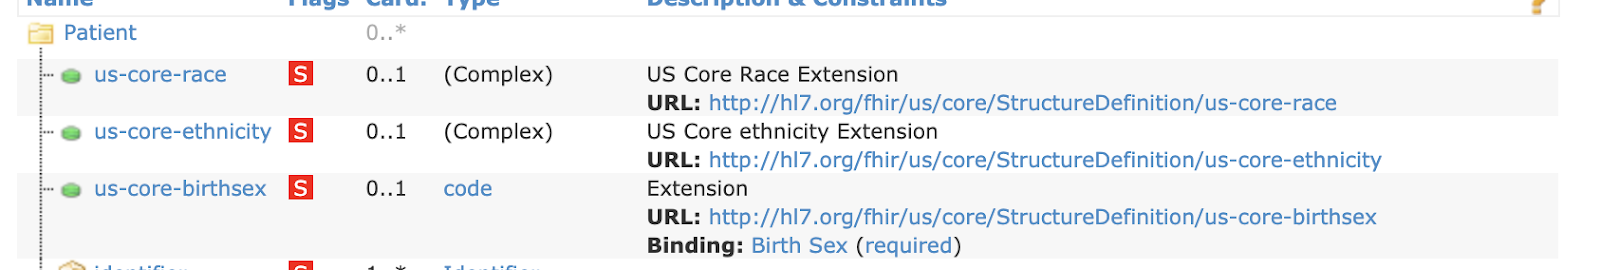 Name Flags Card. Type Description & Constraints ?
Patient 0..*
us-core-race S 0..1 (Complex) US Core Race Extension
URL: http://hl7.org/fhir/us/core/StructureDefinition/us-core-race
us-core-ethnicity S 0..1 (Complex) US Core ethnicity Extension
URL: http://hl7.org/fhir/us/core/StructureDefinition/us-core-ethnicity
us-core-birthsex S 0..1 code Extension
URL: http://hl7.org/fhir/us/core/StructureDefinition/us-core-birthsex
Binding: Birth Sex (required)
identifier S 1..* Identifier